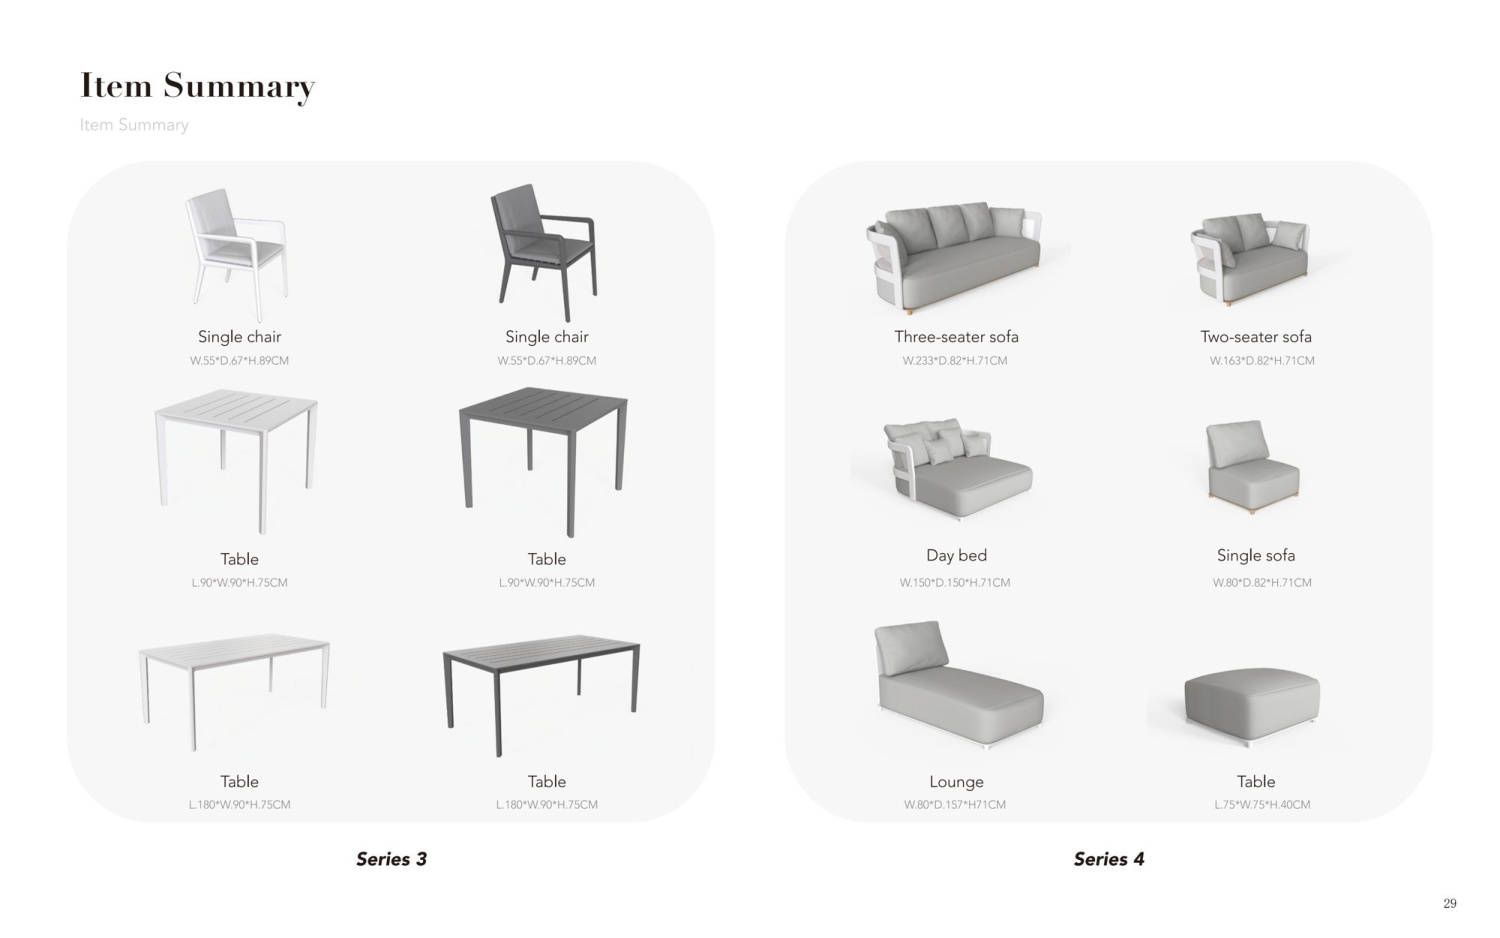 Item Summary
Item Summary
Single chair
W.55*D.67*H.89CM
Single chair
W.55*D.67*H.89CM
Table
L.90*W.90*H.75CM
Table
L.90*W.90*H.75CM
Table
L.180*W.90*H.75CM
Table
L.180*W.90*H.75CM
Series 3
Three-seater sofa
W.233*D.82*H.71CM
Two-seater sofa
W.163*D.82*H.71CM
Day bed
W.150*D.150*H.71CM
Single sofa
W.80*D.82*H.71CM
Lounge
W.80*D.157*H71CM
Table
L.75*W.75*H.40CM
Series 4
29